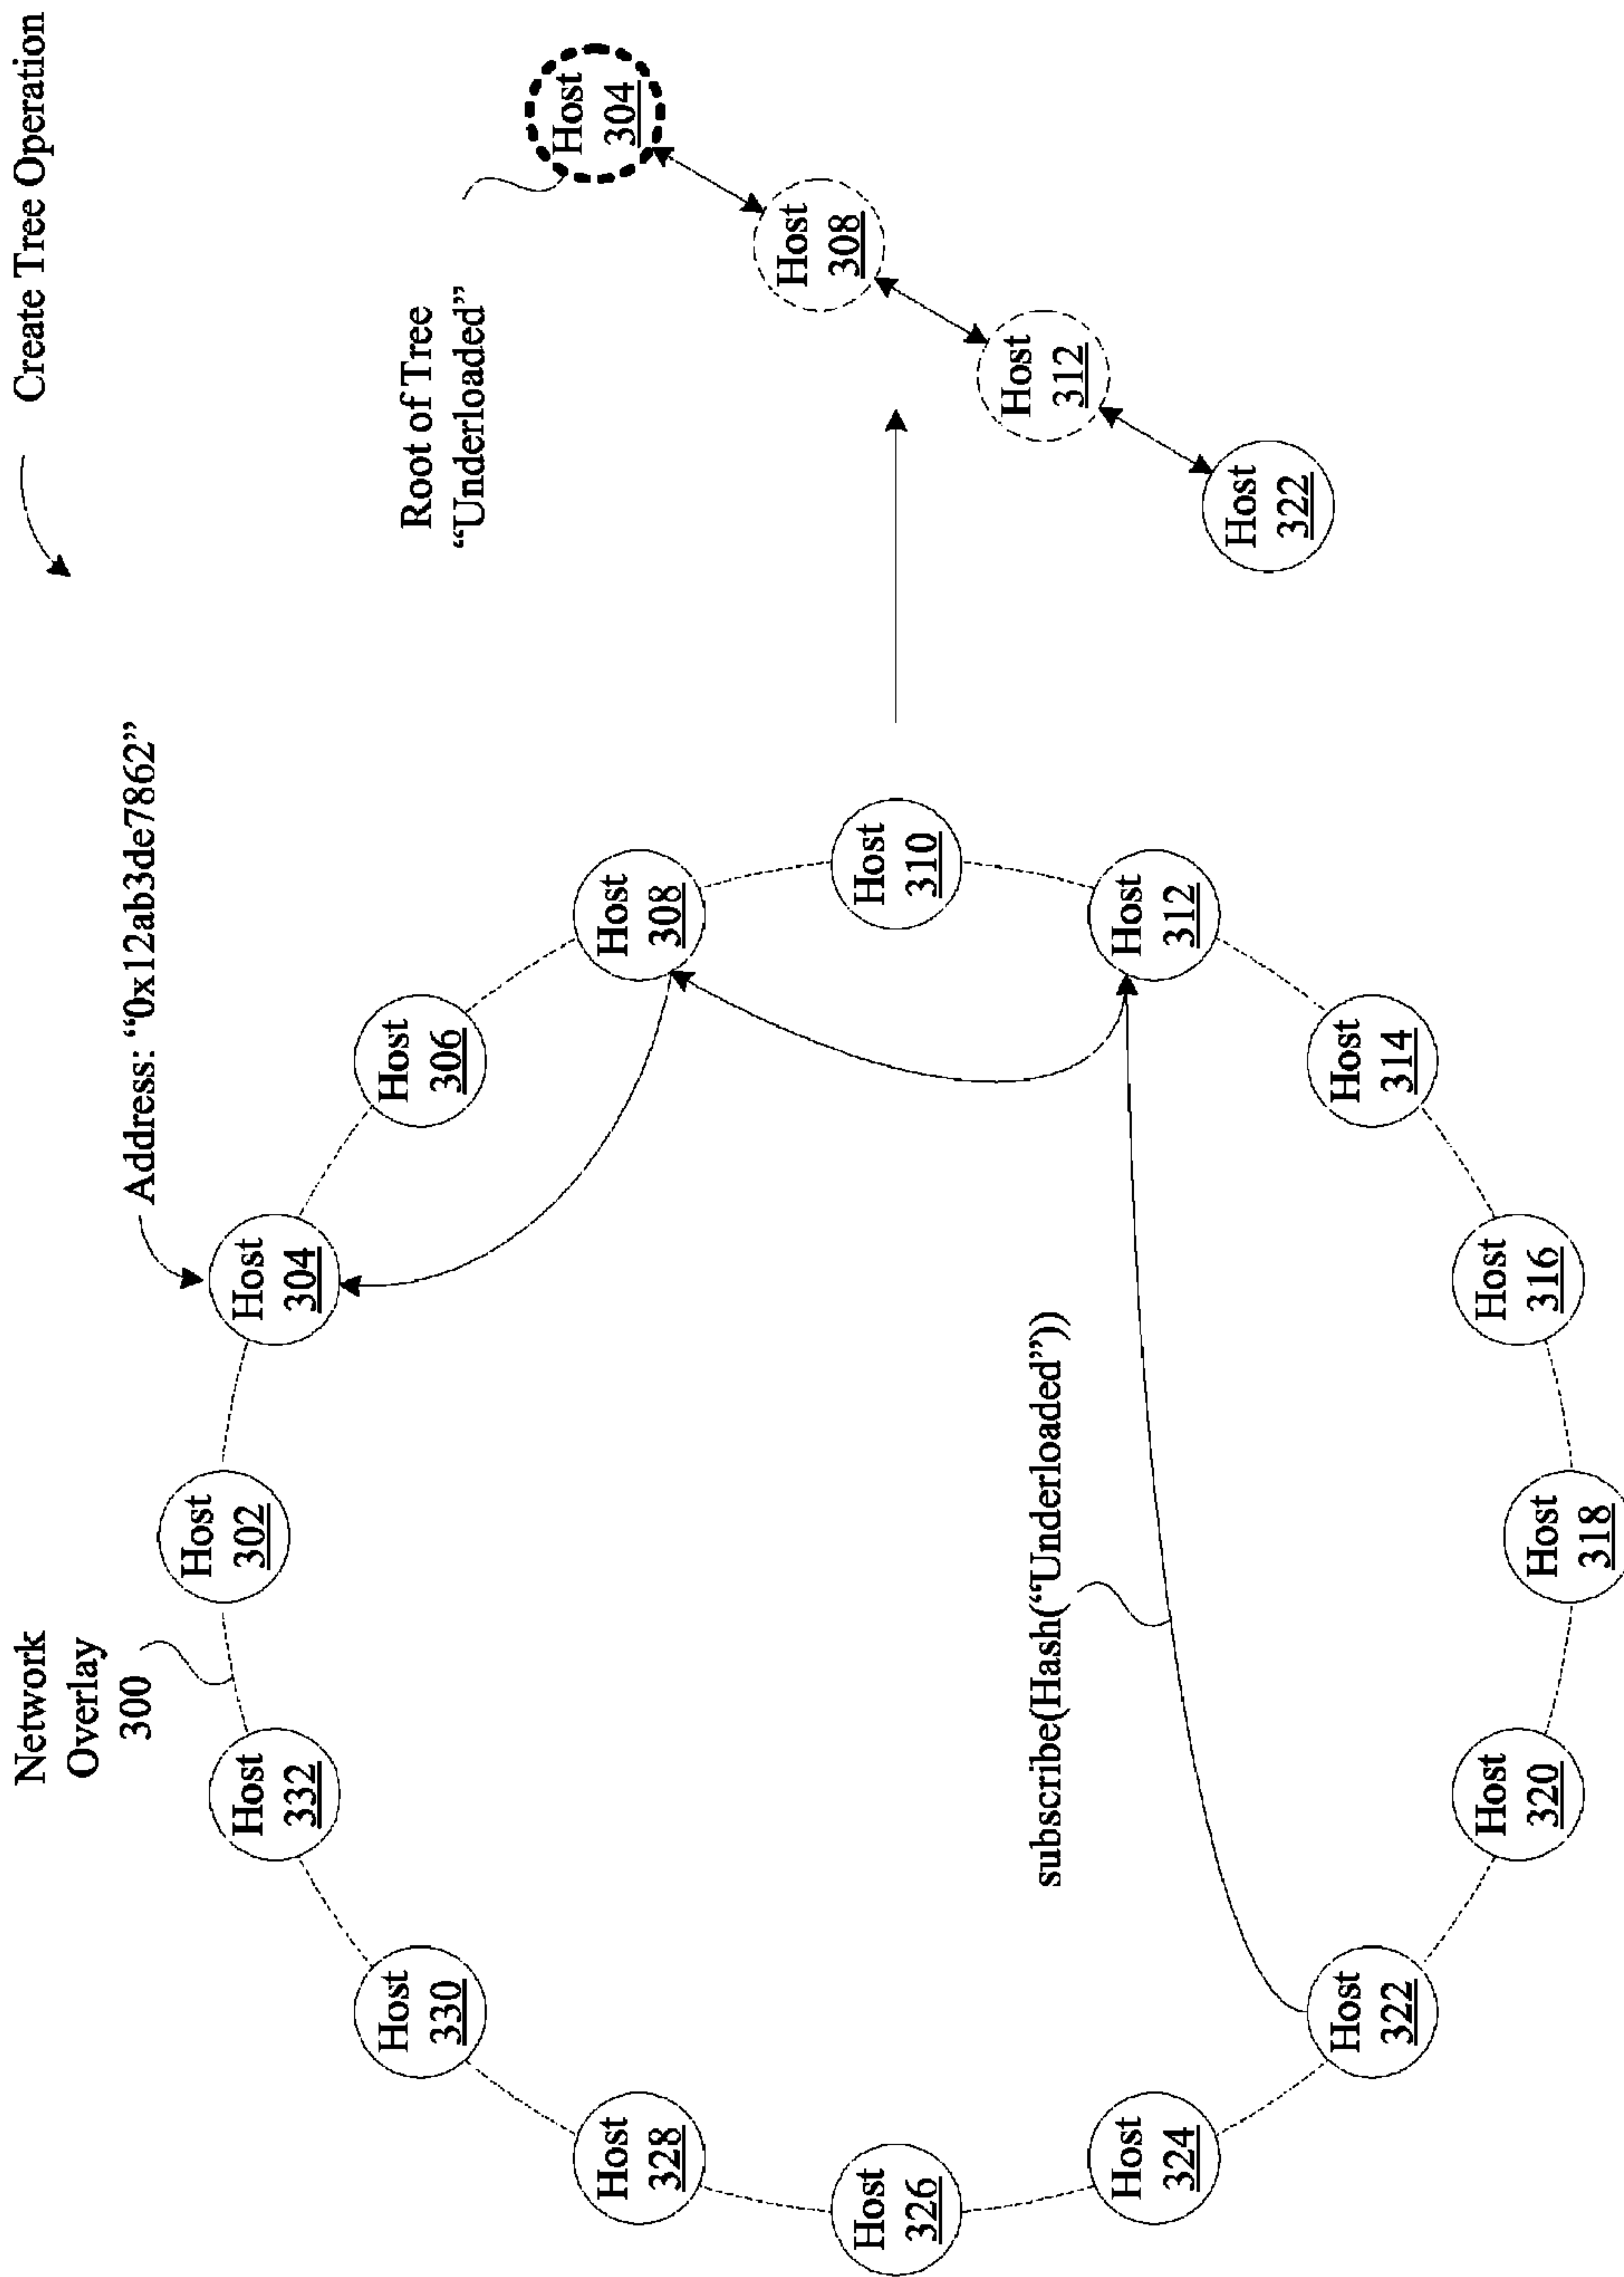 Create Tree Operation
Network
Overlay
300
Address: “0x12ab3de7862”
Host
302
Host
304
Host
306
Host
308
Host
310
Host
312
Host
314
Host
316
Host
318
Host
320
Host
322
Host
324
Host
326
Host
328
Host
330
Host
332
subscribe(Hash(“Underloaded”))
Root of Tree
“Underloaded”
Host
304
Host
308
Host
312
Host
322